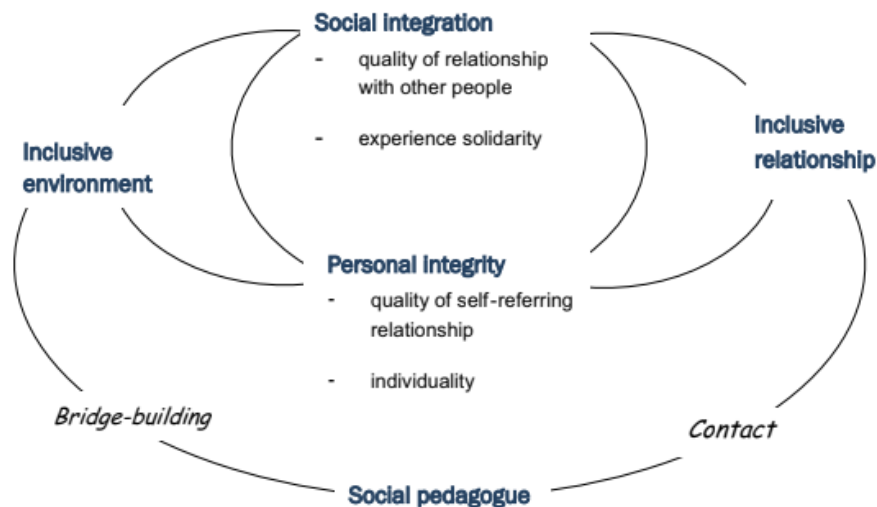 Social integration
- quality of relationship
with other people
- experience solidarity
Inclusive
environment
Inclusive
relationship
Personal integrity
- quality of self-referring
relationship
- individuality
Bridge-building
Contact
Social pedagogue